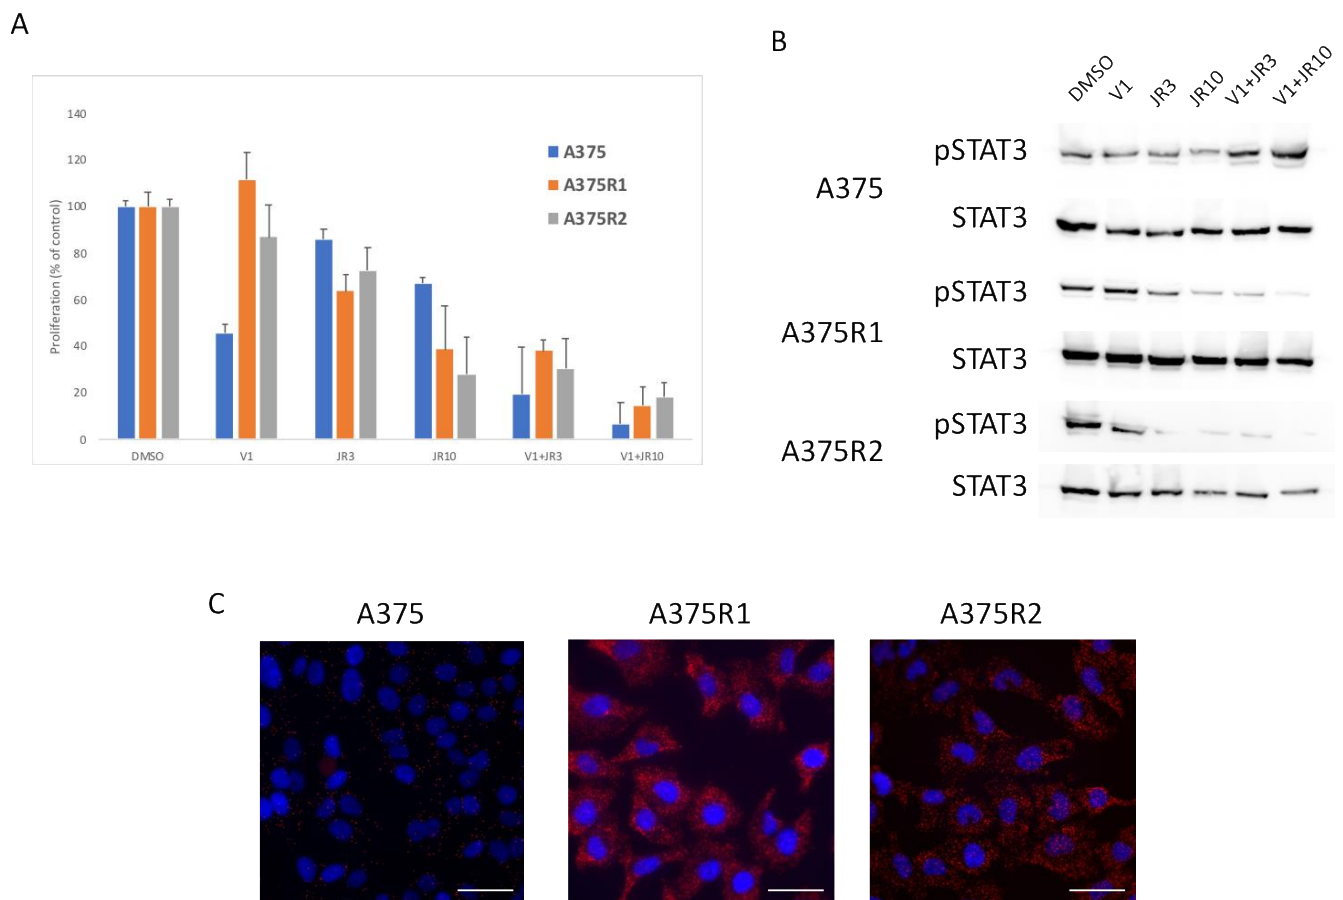 A
140
120
100
80
60
40
20
0
Proliferation (% of control)
A375
A375R1
A375R2
DMSO
V1
JR3
JR10
V1+JR3
V1+JR10
B
DMSO
V1
JR3
JR10
V1+JR3
V1+JR10
A375
pSTAT3
STAT3
A375R1
pSTAT3
STAT3
A375R2
pSTAT3
STAT3
C
A375
A375R1
A375R2